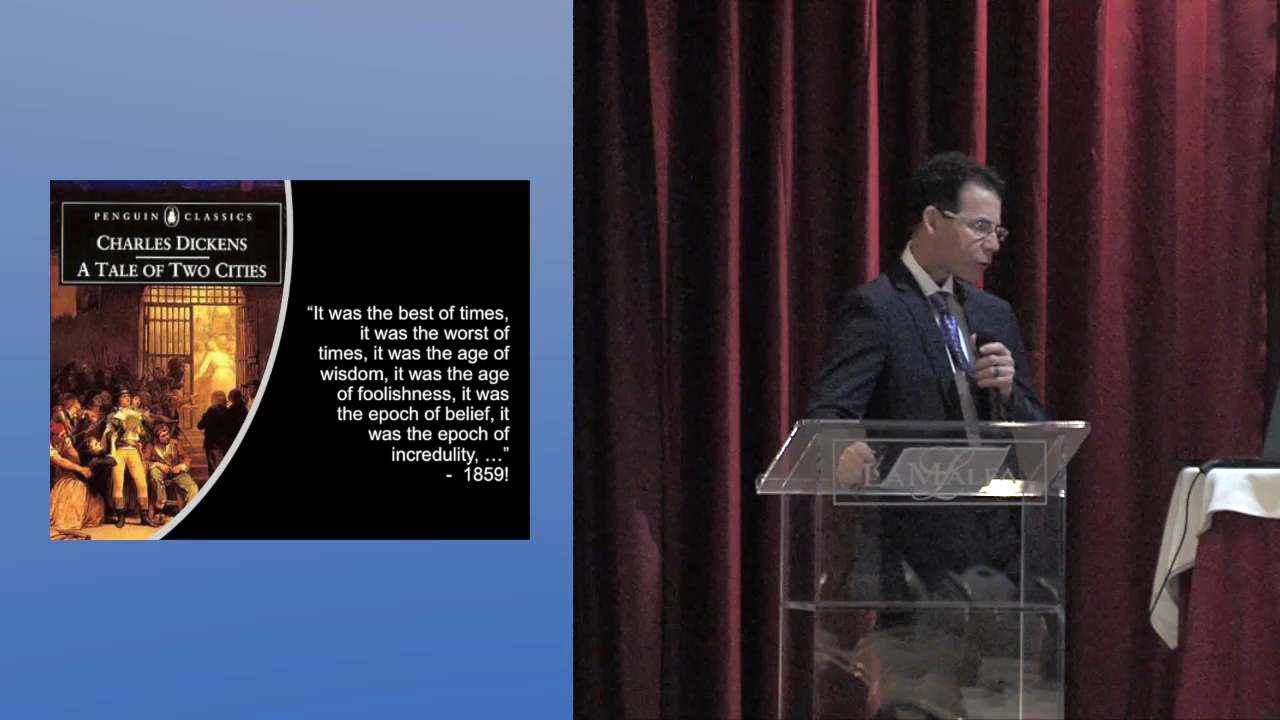 PENGUIN CLASSICS
CHARLES DICKENS
A TALE OF TWO CITIES
“It was the best of times,
it was the worst of
times, it was the age of
wisdom, it was the age
of foolishness, it was
the epoch of belief, it
was the epoch of
incredulity, …”
- 1859!
LAMALFA